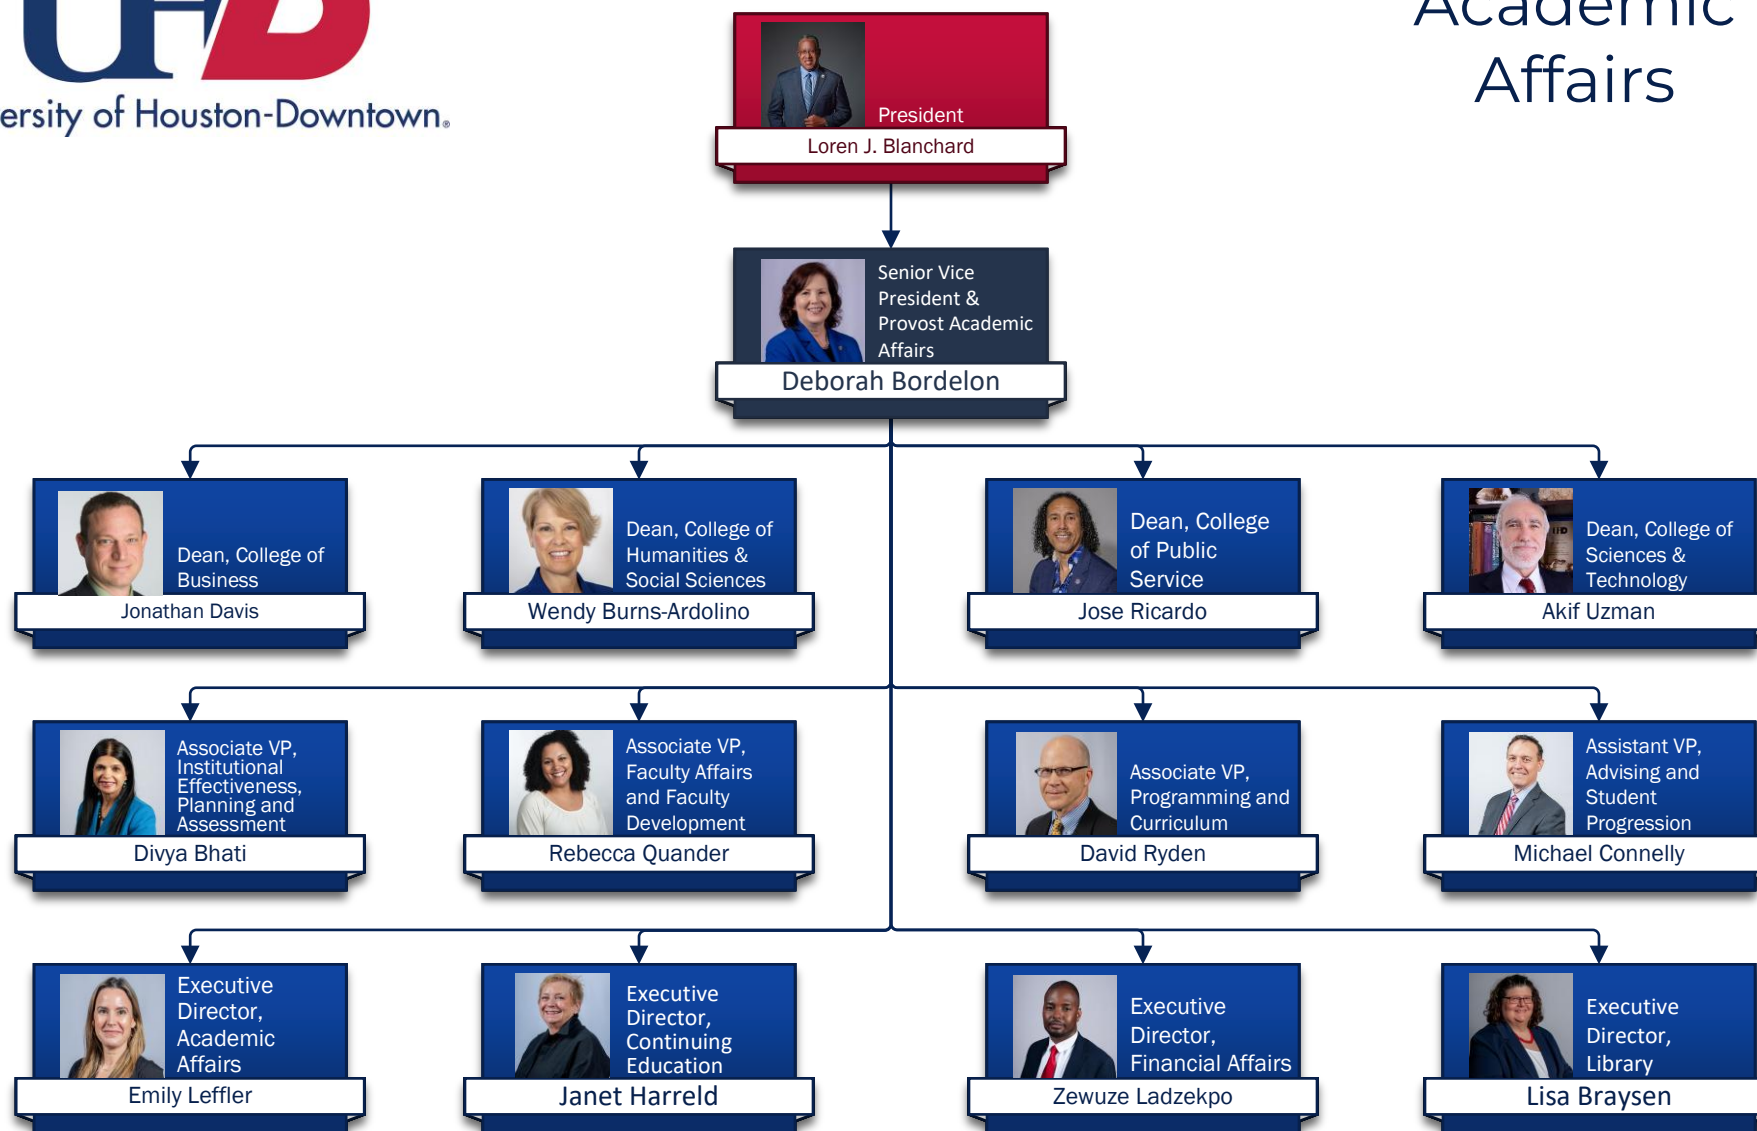 Academic
Affairs
ersity of Houston-Downtown®
President
Loren J. Blanchard
Senior Vice
President &
Provost Academic
Affairs
Deborah Bordelon
Dean, College of
Business
Jonathan Davis
Dean, College of
Humanities &
Social Sciences
Wendy Burns-Ardolino
Dean, College
of Public
Service
Jose Ricardo
Dean, College of
Sciences &
Technology
Akif Uzman
Associate VP,
Institutional
Effectiveness,
Planning and
Assessment
Divya Bhati
Associate VP,
Faculty Affairs
and Faculty
Development
Rebecca Quander
Associate VP,
Programming and
Curriculum
David Ryden
Assistant VP,
Advising and
Student
Progression
Michael Connelly
Executive
Director,
Academic
Affairs
Emily Leffler
Executive
Director,
Continuing
Education
Janet Harreld
Executive
Director,
Financial Affairs
Zewuze Ladzekpo
Executive
Director,
Library
Lisa Braysen